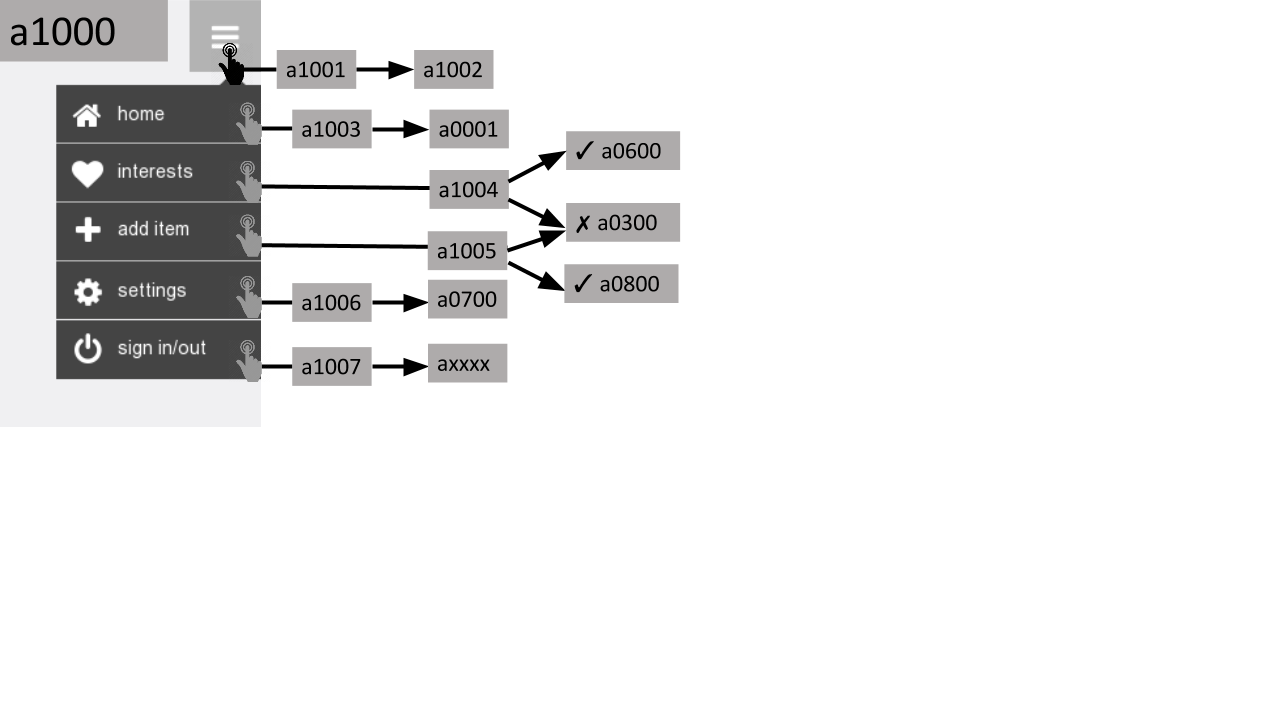 a1000
a1001
a1002
home
a1003
a0001
✓ a0600
interests
a1004
✗ a0300
add item
a1005
✓ a0800
settings
a1006
a0700
sign in/out
a1007
axxxx